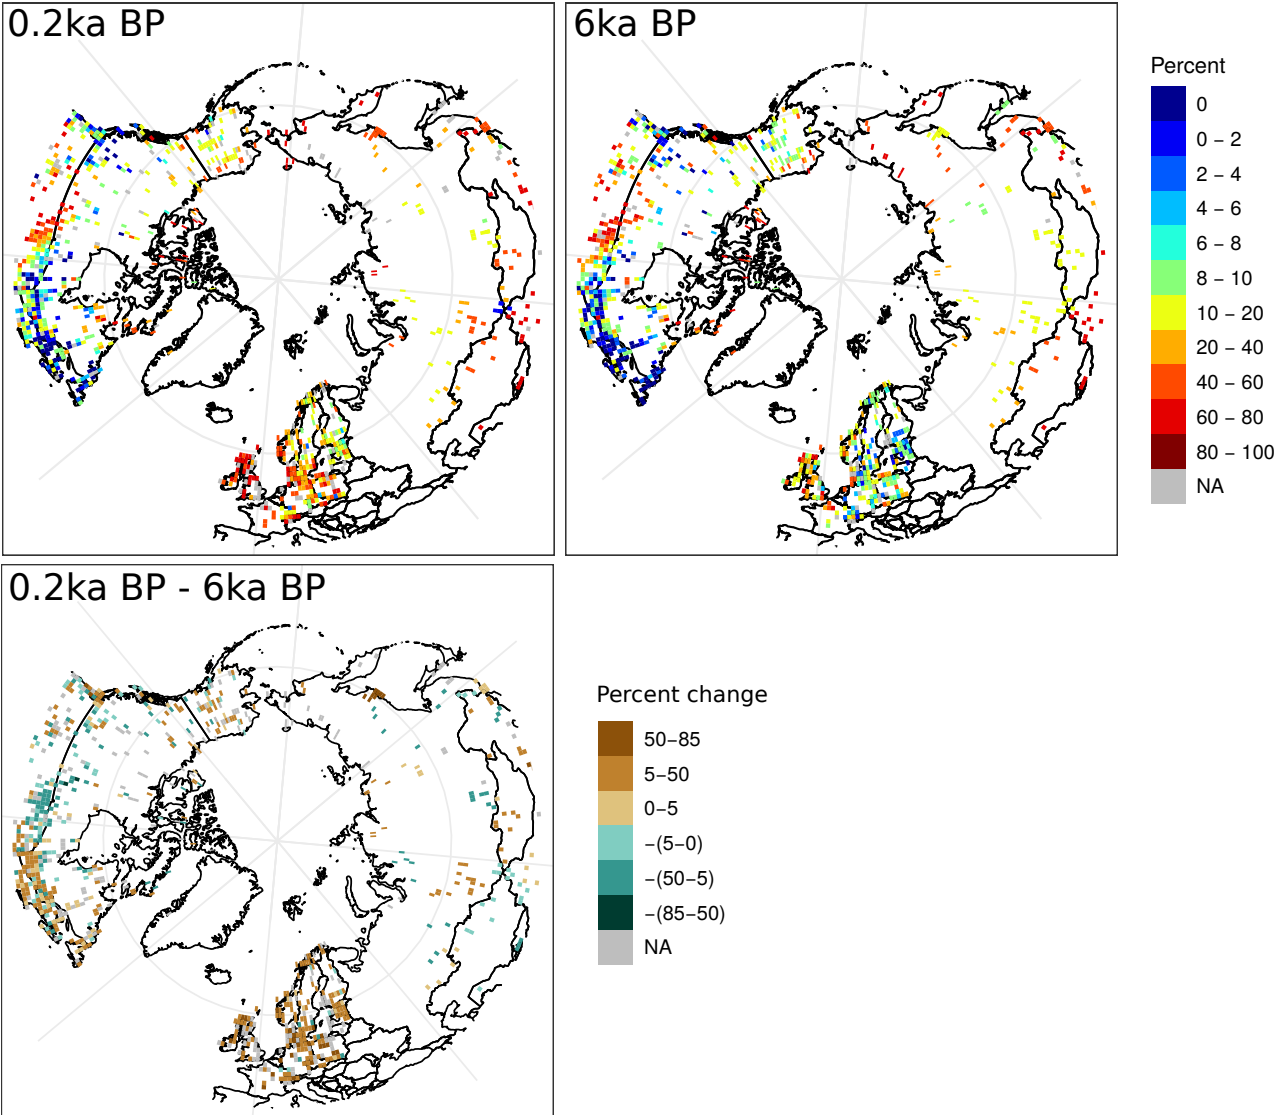 0.2ka BP
6ka BP
Percent
0
0 − 2
2 − 4
4 − 6
6 − 8
8 − 10
10 − 20
20 − 40
40 − 60
60 − 80
80 − 100
NA
0.2ka BP - 6ka BP
Percent change
50−85
5−50
0−5
−(5−0)
−(50−5)
−(85−50)
NA